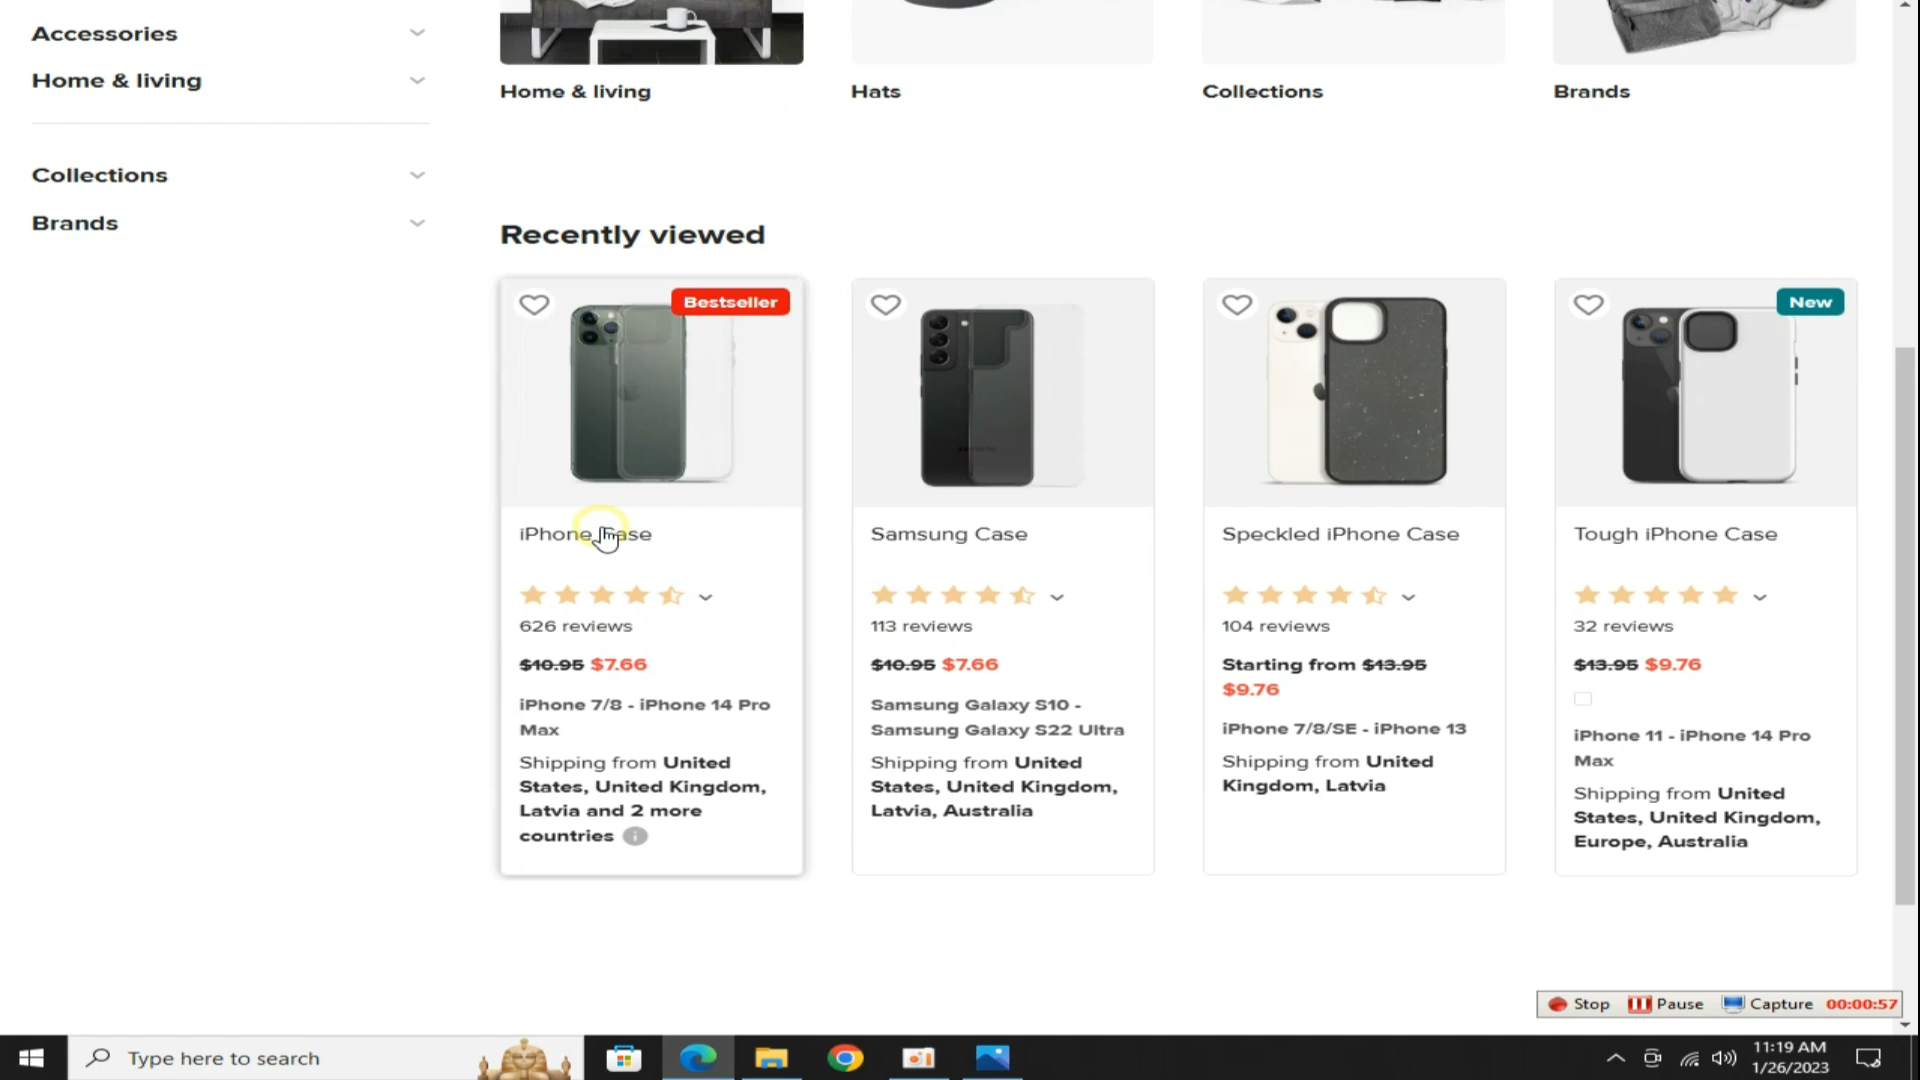 Accessories
Home & living
Collections
Brands
Home & living
Hats
Collections
Brands
Recently viewed
Bestseller
iPhone Case
626 reviews
$10.95 $7.66
iPhone 7/8 - iPhone 14 Pro
Max
Shipping from United
States, United Kingdom,
Latvia and 2 more
countries i
Samsung Case
113 reviews
$10.95 $7.66
Samsung Galaxy S10 -
Samsung Galaxy S22 Ultra
Shipping from United
States, United Kingdom,
Latvia, Australia
Speckled iPhone Case
104 reviews
Starting from $13.95
$9.76
iPhone 7/8/SE - iPhone 13
Shipping from United
Kingdom, Latvia
New
Tough iPhone Case
32 reviews
$13.95 $9.76
iPhone 11 - iPhone 14 Pro
Max
Shipping from United
States, United Kingdom,
Europe, Australia
Stop Pause Capture 00:00:57
Type here to search
11:19 AM
1/26/2023